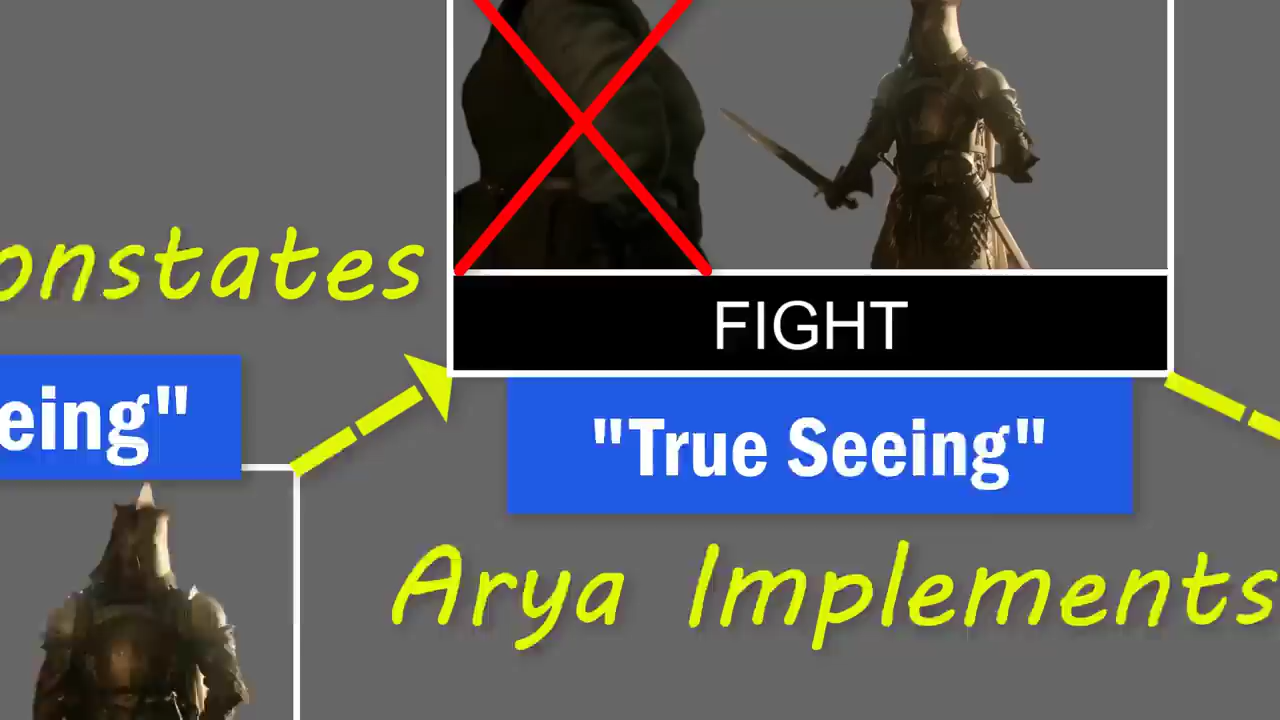 onstates
FIGHT
eing"
"True Seeing"
Arya Implements